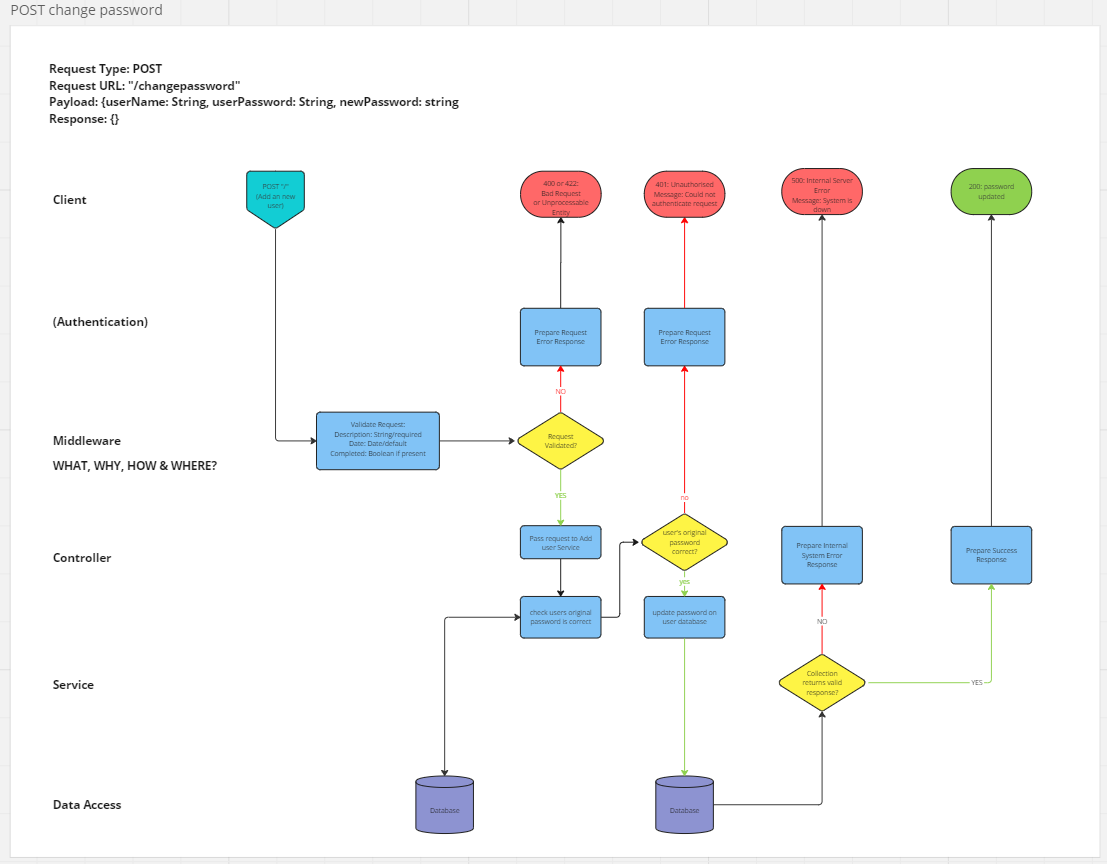 POST change password
Request Type: POST
Request URL: "/changepassword"
Payload: {userName: String, userPassword: String, newPassword: string
Response: {}
Client
POST "/"
(Add an new
user)
400 or 422:
Bad Request
or Unprocessable
Entity
401: Unauthorised
Message: Could not
authenticate request
500: Internal Server
Error
Message: System is
down
200: password
updated
(Authentication)
Prepare Request
Error Response
Prepare Request
Error Response
NO
Middleware
WHAT, WHY, HOW & WHERE?
Validate Request:
Description: String/required
Date: Date/default
Completed: Boolean if present
Request
Validated?
YES
no
Controller
Pass request to Add
user Service
user's original
password
correct?
Prepare Internal
System Error
Response
Prepare Success
Response
yes
check users original
password is correct
update password on
user database
NO
Service
Collection
returns valid
response?
YES
Data Access
Database
Database